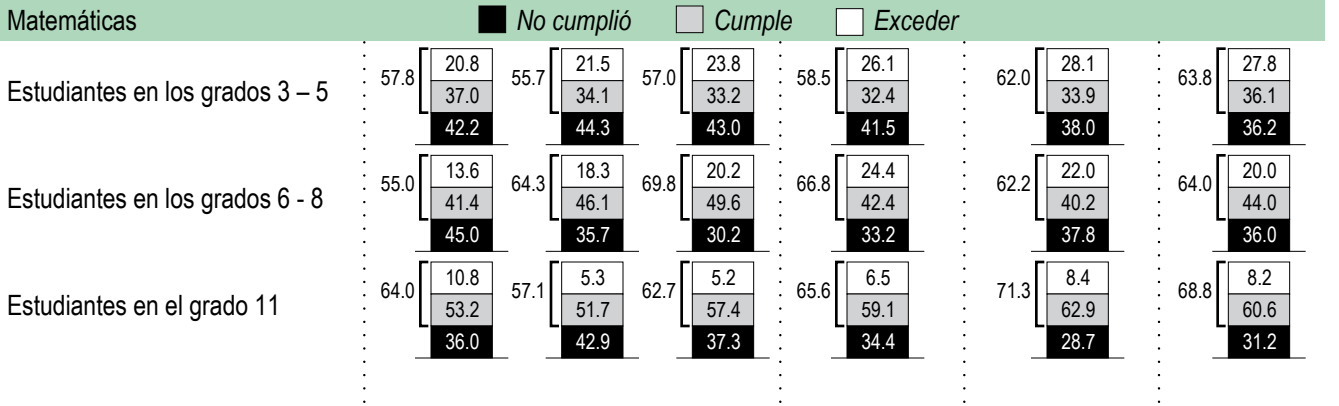 Matemáticas No cumplió Cumple Exceder
20.8 21.5 23.8 26.1 28.1 27.8
57.8 55.7 57.0 58.5 62.0 63.8
Estudiantes en los grados 3 – 5 37.0 34.1 33.2 32.4 33.9 36.1
42.2 44.3 43.0 41.5 38.0 36.2
13.6 18.3 20.2 24.4 22.0 20.0
55.0 64.3 69.8 66.8 62.2 64.0
Estudiantes en los grados 6 - 8 41.4 46.1 49.6 42.4 40.2 44.0
45.0 35.7 30.2 33.2 37.8 36.0
10.8 5.3 5.2 6.5 8.4 8.2
64.0 57.1 62.7 65.6 71.3 68.8
Estudiantes en el grado 11 53.2 51.7 57.4 59.1 62.9 60.6
36.0 42.9 37.3 34.4 28.7 31.2